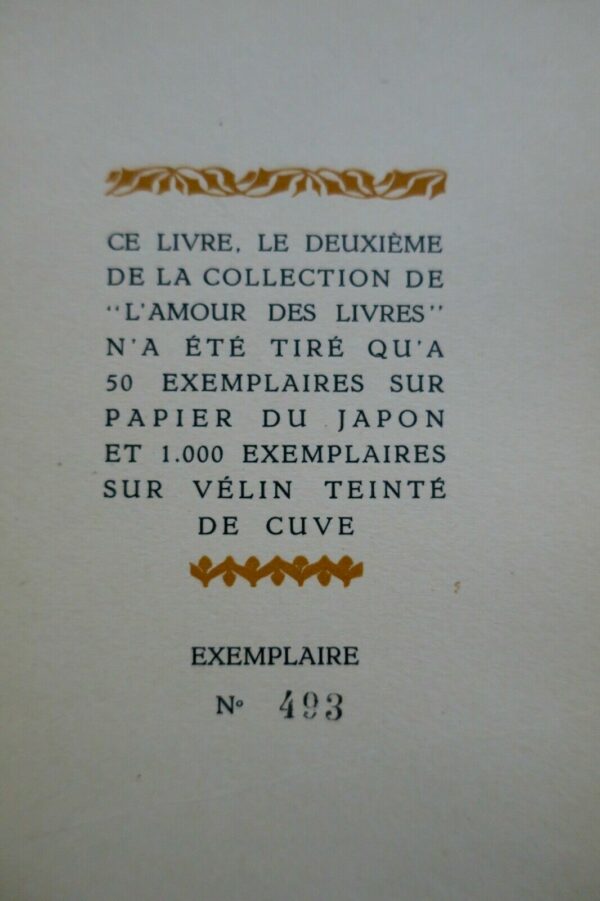 CE LIVRE, LE DEUXIÈME
DE LA COLLECTION DE
"L'AMOUR DES LIVRES"
N'A ÉTÉ TIRÉ QU'A
50 EXEMPLAIRES SUR
PAPIER DU JAPON
ET 1.000 EXEMPLAIRES
SUR VÉLIN TEINTÉ
DE CUVE
EXEMPLAIRE
Nº 493